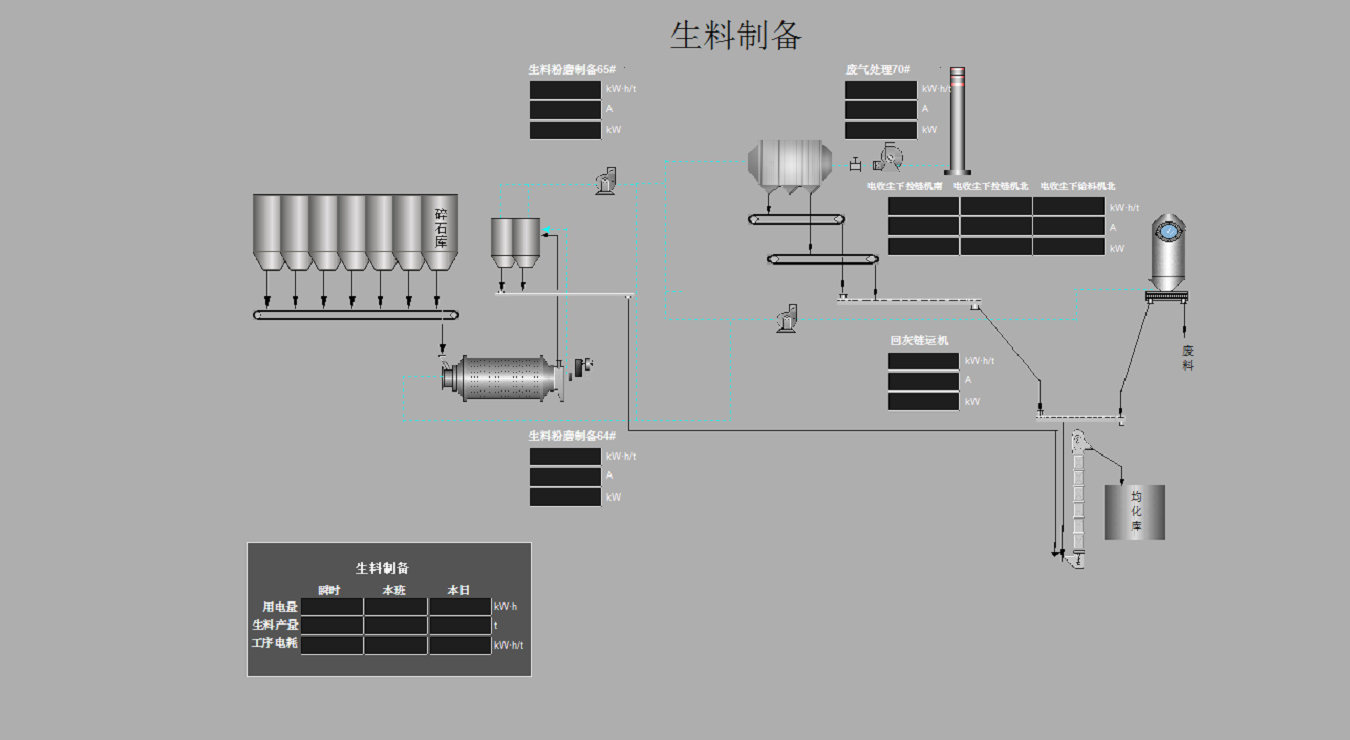 生料制备
生料粉磨制备65#
kW·h/t
A
kW
废气处理70#
kW·h/t
A
kW
电收尘下拉链机南 电收尘下拉链机北 电收尘下给料机北
kW·h/t
A
kW
碎石库
回灰链运机
kW·h/t
A
kW
废料
生料粉磨制备64#
kW·h/t
A
kW
均化库
生料制备
瞬时 本班 本日
用电量 kW·h
生料产量 t
工序电耗 kW·h/t